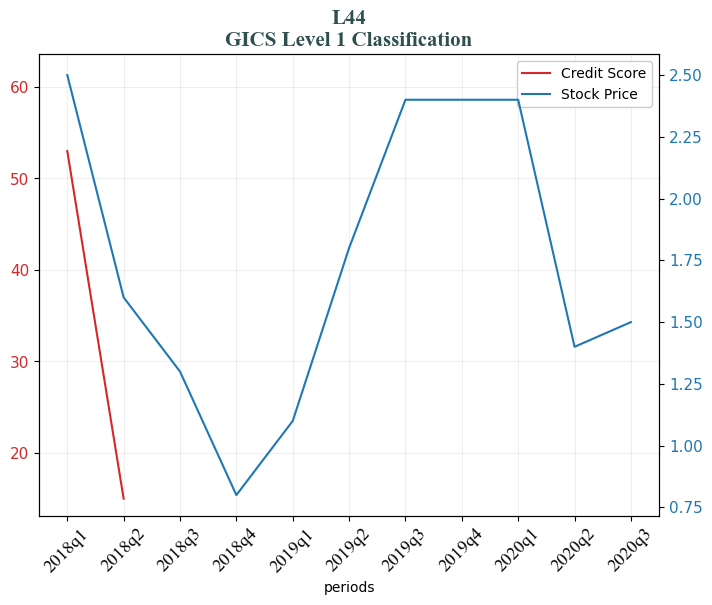 L44
GICS Level 1 Classification
Credit Score
Stock Price
60
50
40
30
20
2.50
2.25
2.00
1.75
1.50
1.25
1.00
0.75
2018q1
2018q2
2018q3
2018q4
2019q1
2019q2
2019q3
2019q4
2020q1
2020q2
2020q3
periods